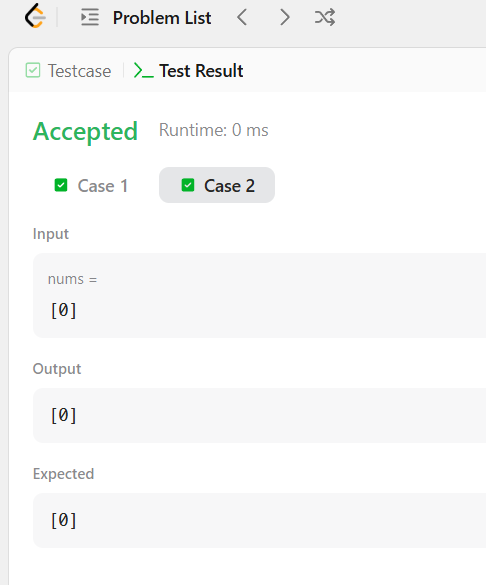 Problem List
Testcase
Test Result
Accepted Runtime: 0 ms
Case 1 Case 2
Input
nums =
[0]
Output
[0]
Expected
[0]